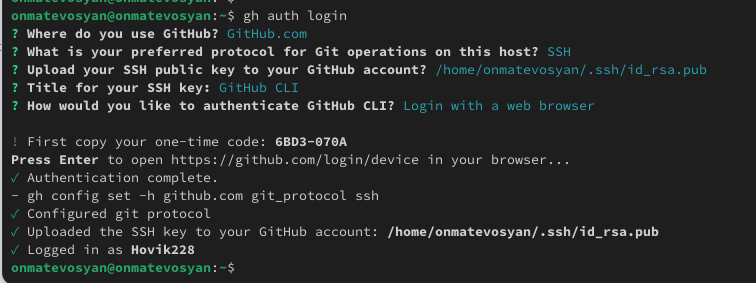 onmatevosyan@onmatevosyan:~$ gh auth login
? Where do you use GitHub? GitHub.com
? What is your preferred protocol for Git operations on this host? SSH
? Upload your SSH public key to your GitHub account? /home/onmatevosyan/.ssh/id_rsa.pub
? Title for your SSH key: GitHub CLI
? How would you like to authenticate GitHub CLI? Login with a web browser
! First copy your one-time code: 6BD3-070A
Press Enter to open https://github.com/login/device in your browser...
✓ Authentication complete.
- gh config set -h github.com git_protocol ssh
✓ Configured git protocol
✓ Uploaded the SSH key to your GitHub account: /home/onmatevosyan/.ssh/id_rsa.pub
✓ Logged in as Hovik228
onmatevosyan@onmatevosyan:~$